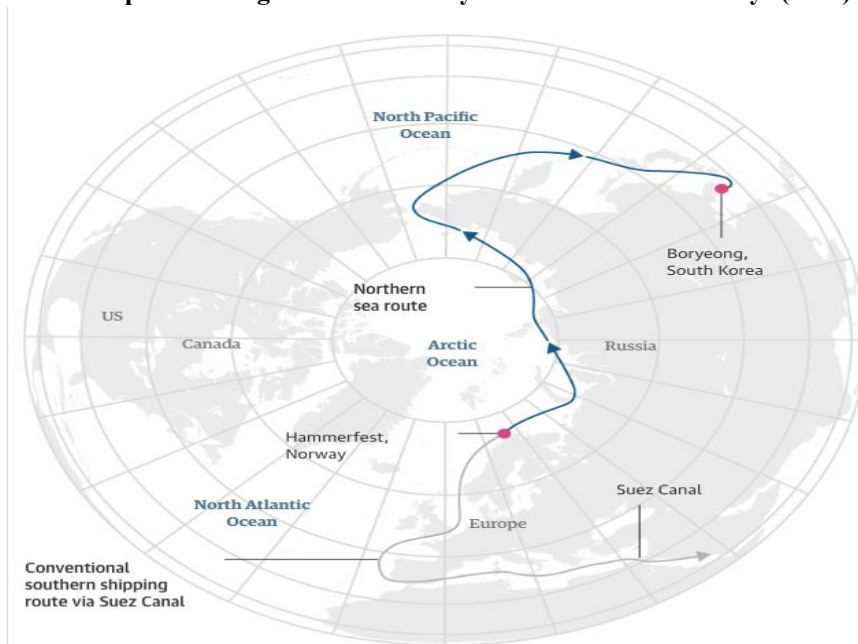 North Pacific
Ocean
Boryeong,
South Korea
Northern
sea route
US
Canada
Arctic
Ocean
Russia
Hammerfest,
Norway
Suez Canal
North Atlantic
Ocean
Europe
Conventional
southern shipping
route via Suez Canal